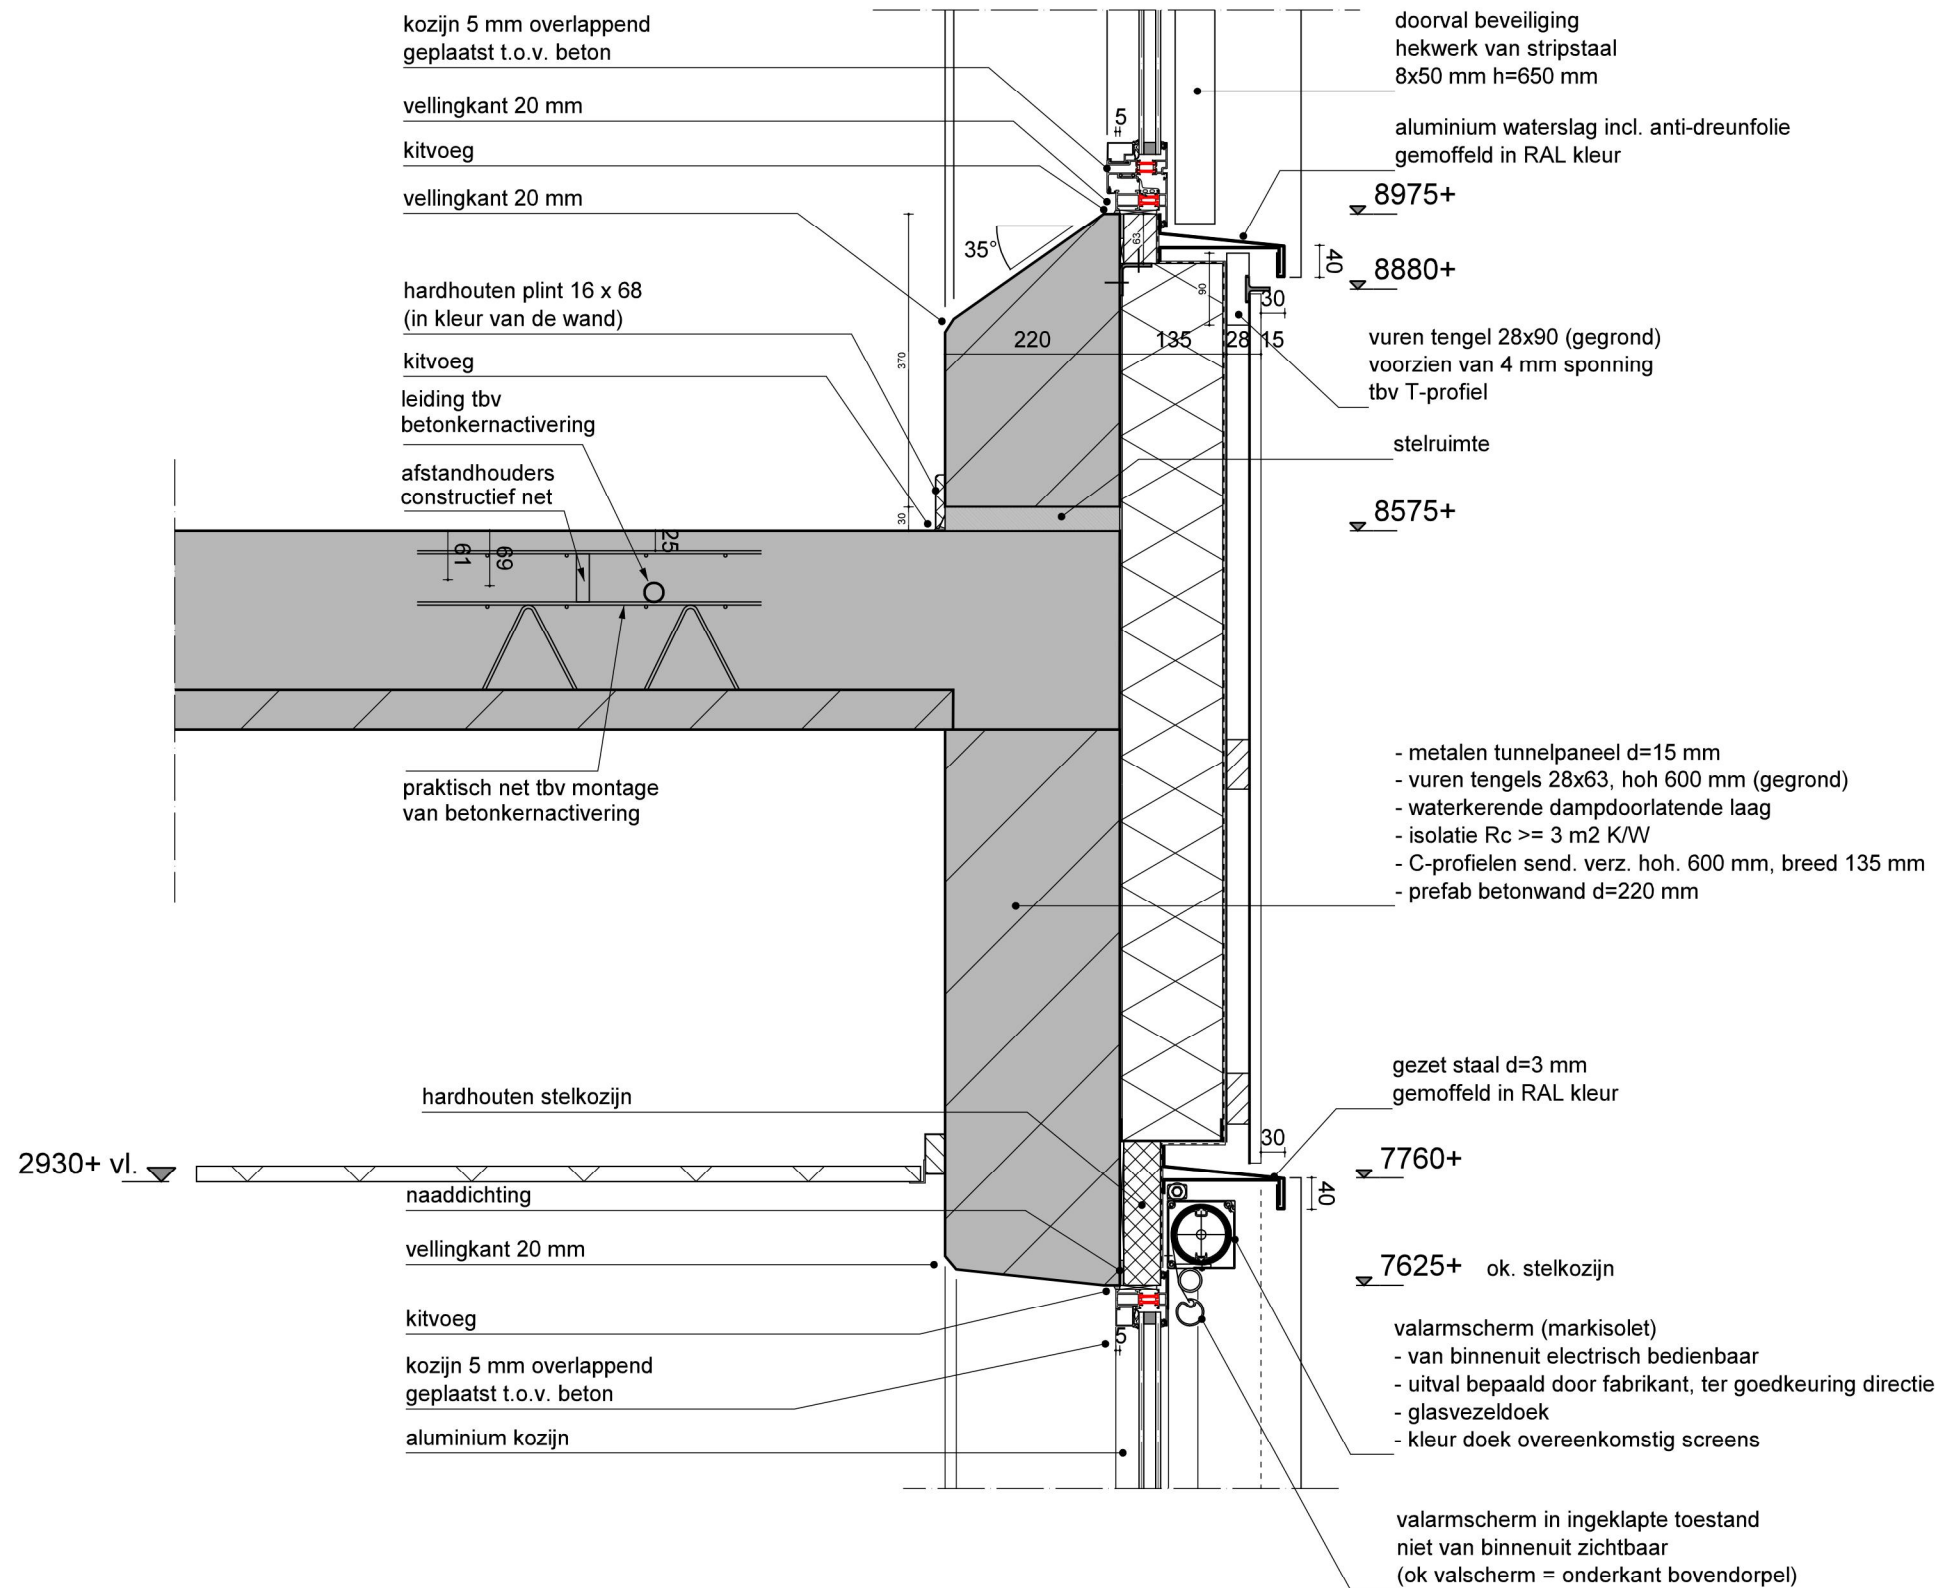 kozijn 5 mm overlappend
geplaatst t.o.v. beton
vellingkant 20 mm
kitvoeg
vellingkant 20 mm
hardhouten plint 16 x 68
(in kleur van de wand)
kitvoeg
leiding tbv
betonkernactivering
afstandhouders
constructief net
praktisch net tbv montage
van betonkernactivering
hardhouten stelkozijn
2930+ vl.
naaddichting
vellingkant 20 mm
kitvoeg
kozijn 5 mm overlappend
geplaatst t.o.v. beton
aluminium kozijn
5
35°
63
90
370
30
220
135
28
15
30
40
61
69
25
30
40
5
doorval beveiliging
hekwerk van stripstaal
8x50 mm h=650 mm
aluminium waterslag incl. anti-dreunfolie
gemoffeld in RAL kleur
8975+
8880+
vuren tengel 28x90 (gegrond)
voorzien van 4 mm sponning
tbv T-profiel
stelruimte
8575+
- metalen tunnelpaneel d=15 mm
- vuren tengels 28x63, hoh 600 mm (gegrond)
- waterkerende dampdoorlatende laag
- isolatie Rc >= 3 m2 K/W
- C-profielen send. verz. hoh. 600 mm, breed 135 mm
- prefab betonwand d=220 mm
gezet staal d=3 mm
gemoffeld in RAL kleur
7760+
7625+ ok. stelkozijn
valarmscherm (markisolet)
- van binnenuit electrisch bedienbaar
- uitval bepaald door fabrikant, ter goedkeuring directie
- glasvezeldoek
- kleur doek overeenkomstig screens
valarmscherm in ingeklapte toestand
niet van binnenuit zichtbaar
(ok valscherm = onderkant bovendorpel)